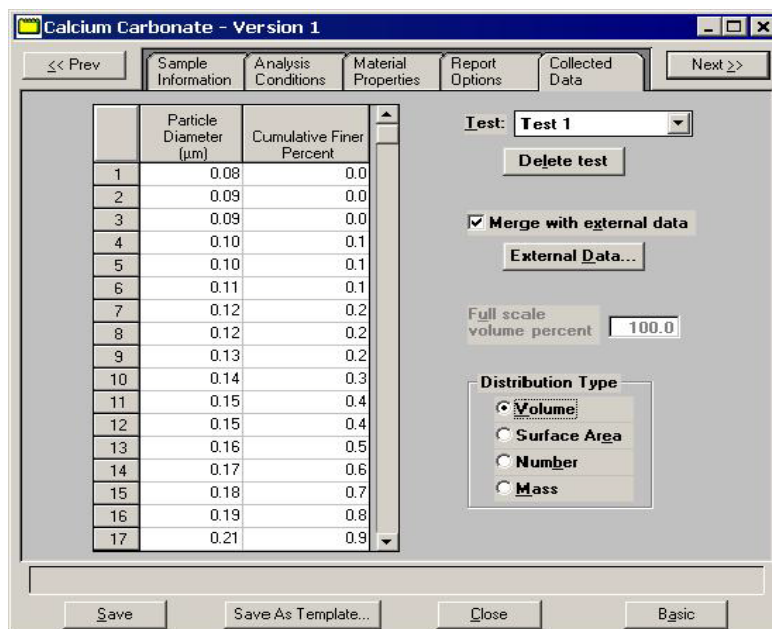 Calcium Carbonate - Version 1
<< Prev
Sample Information
Analysis Conditions
Material Properties
Report Options
Collected Data
Next >>
Particle Diameter (µm)
Cumulative Finer Percent
1 0.08 0.0
2 0.09 0.0
3 0.09 0.0
4 0.10 0.1
5 0.10 0.1
6 0.11 0.1
7 0.12 0.2
8 0.12 0.2
9 0.13 0.2
10 0.14 0.3
11 0.15 0.4
12 0.15 0.4
13 0.16 0.5
14 0.17 0.6
15 0.18 0.7
16 0.19 0.8
17 0.21 0.9
Test: Test 1
Delete test
Merge with external data
External Data...
Full scale
volume percent 100.0
Distribution Type
Volume
Surface Area
Number
Mass
Save
Save As Template...
Close
Basic